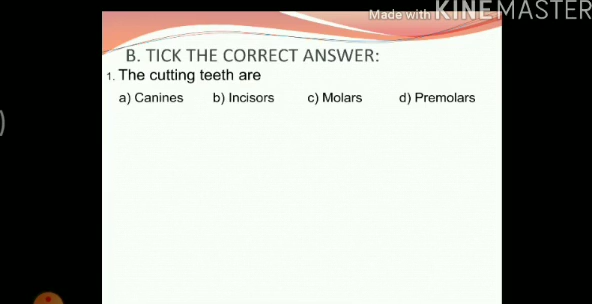 Made with KINEMASTER
B. TICK THE CORRECT ANSWER:
1. The cutting teeth are
a) Canines b) Incisors c) Molars d) Premolars